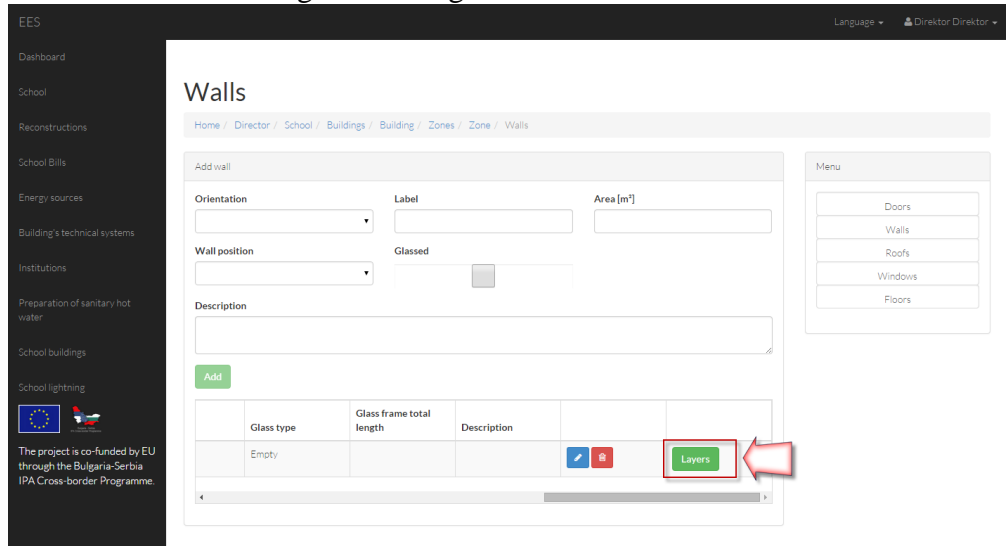 EES
Language
Direktor Direktor
Dashboard
School
Reconstructions
School Bills
Energy sources
Building's technical systems
Institutions
Preparation of sanitary hot
water
School buildings
School lightning
The project is co-funded by EU
through the Bulgaria-Serbia
IPA Cross-border Programme.
Walls
Home / Director / School / Buildings / Building / Zones / Zone / Walls
Add wall
Orientation
Label
Area [m²]
Wall position
Glassed
Description
Add
Glass type
Glass frame total
length
Description
Empty
Layers
Menu
Doors
Walls
Roofs
Windows
Floors